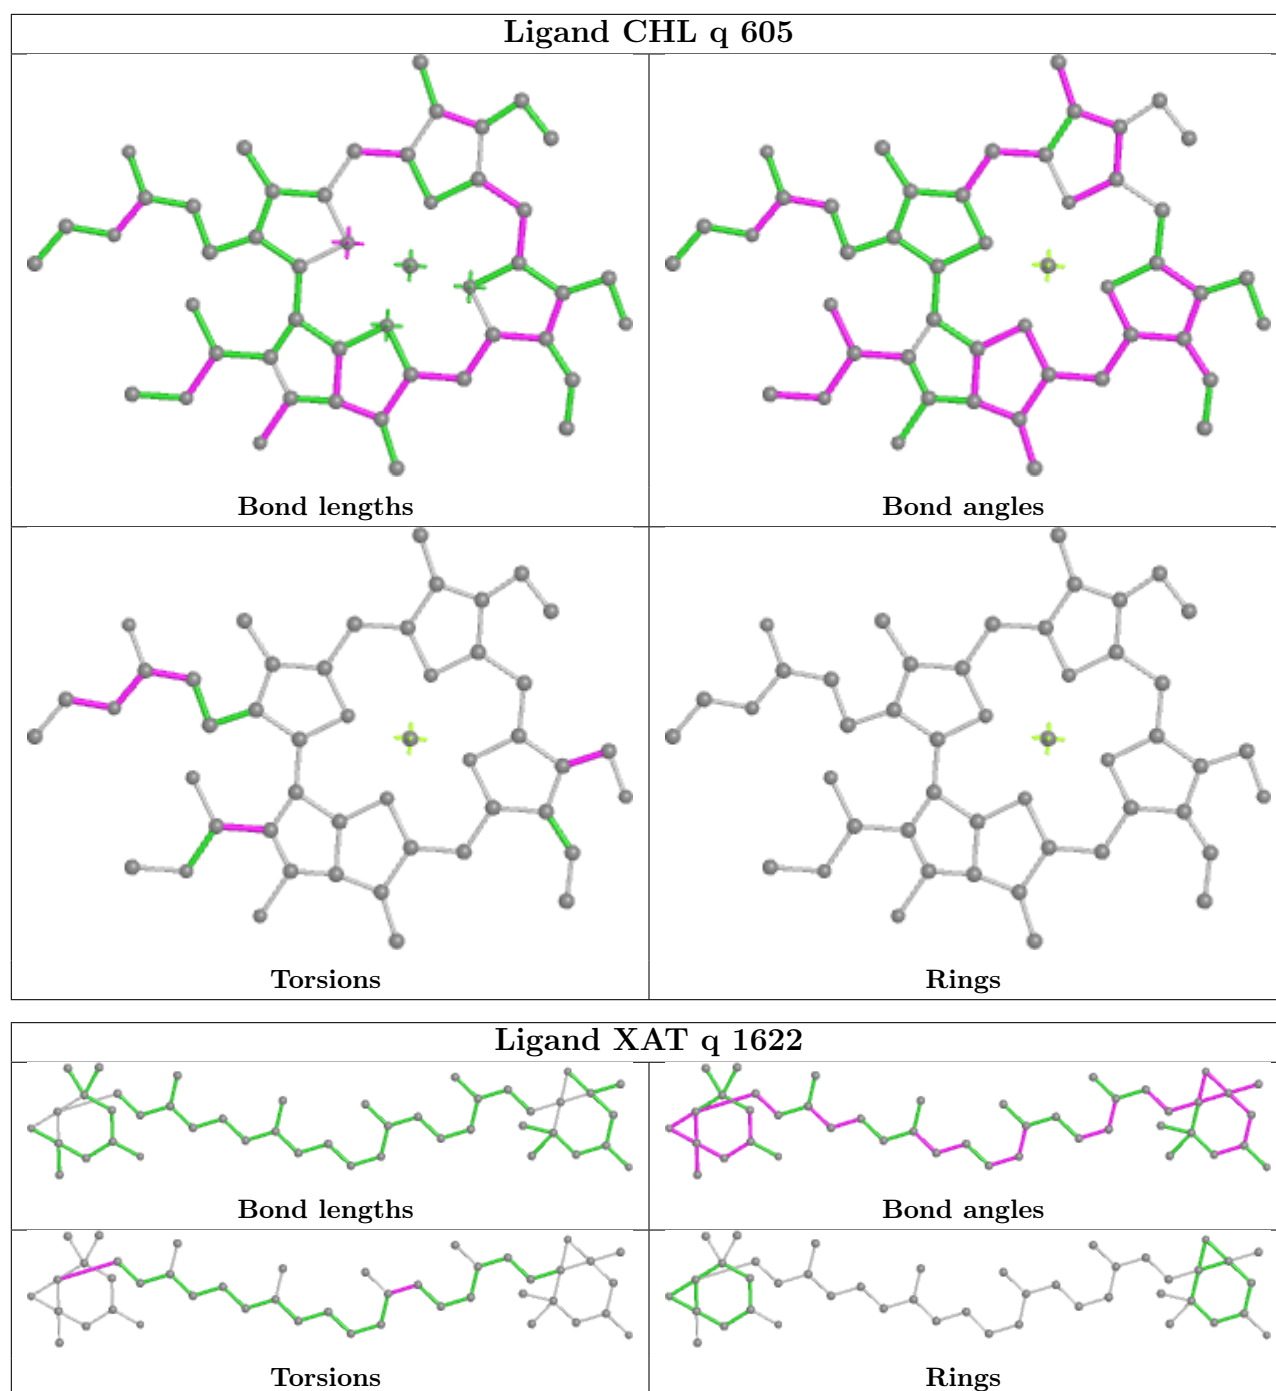 Ligand CHL q 605
Bond lengths
Bond angles
Torsions
Rings
Ligand XAT q 1622
Bond lengths
Bond angles
Torsions
Rings